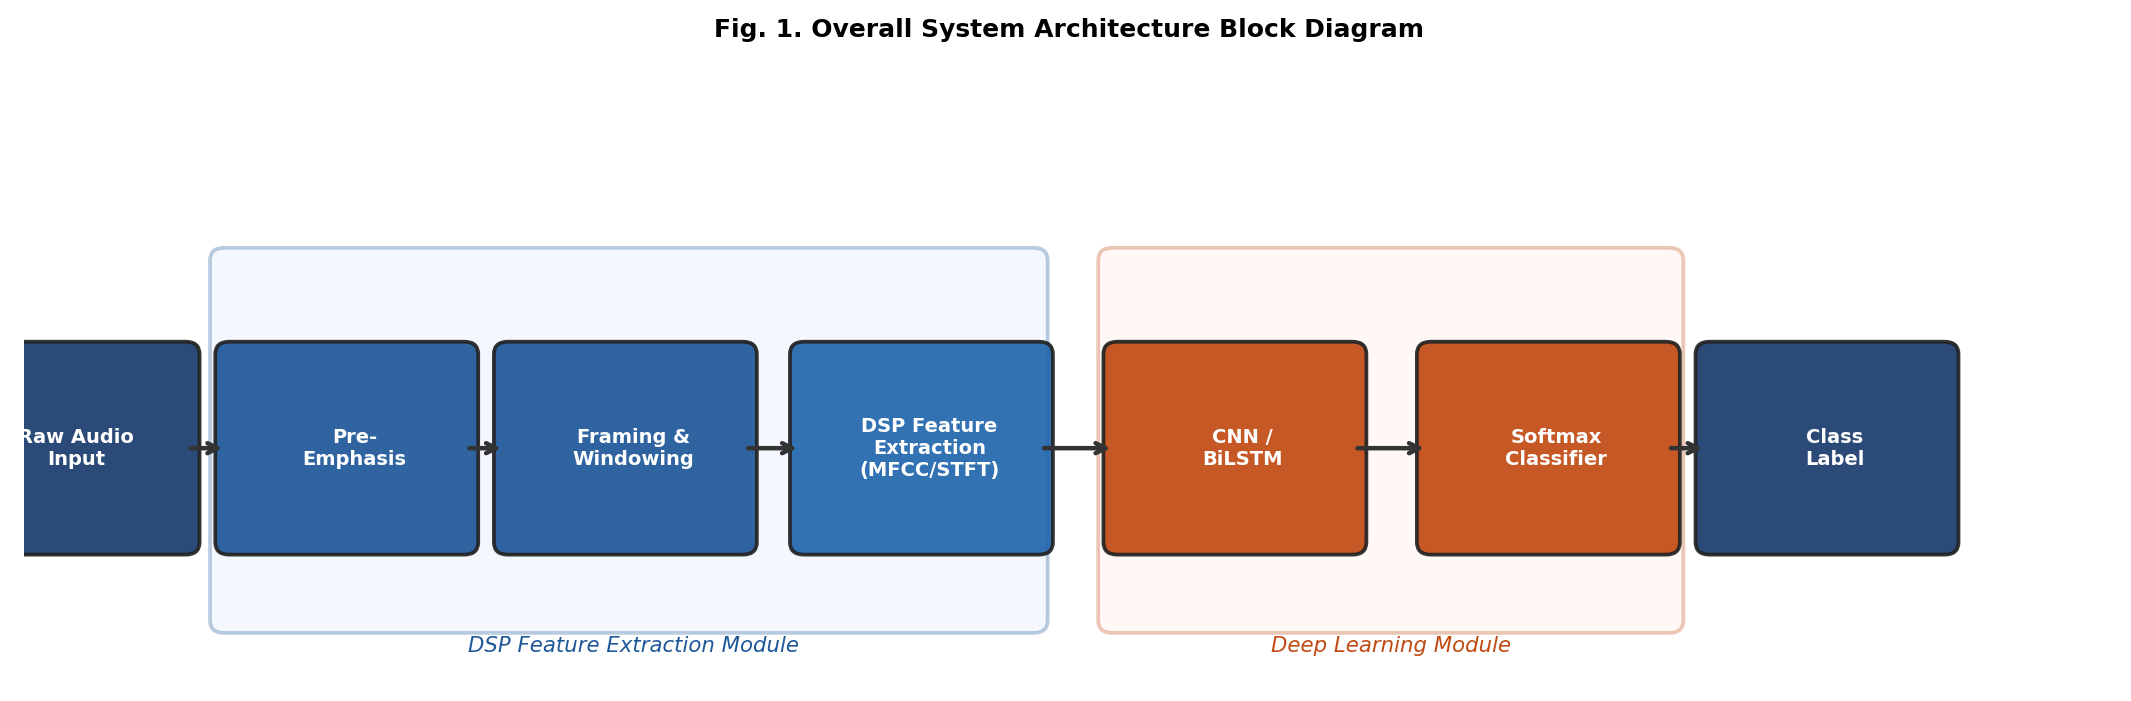 Fig. 1. Overall System Architecture Block Diagram
Raw Audio
Input
Pre-
Emphasis
Framing &
Windowing
DSP Feature
Extraction
(MFCC/STFT)
CNN /
BiLSTM
Softmax
Classifier
Class
Label
DSP Feature Extraction Module
Deep Learning Module